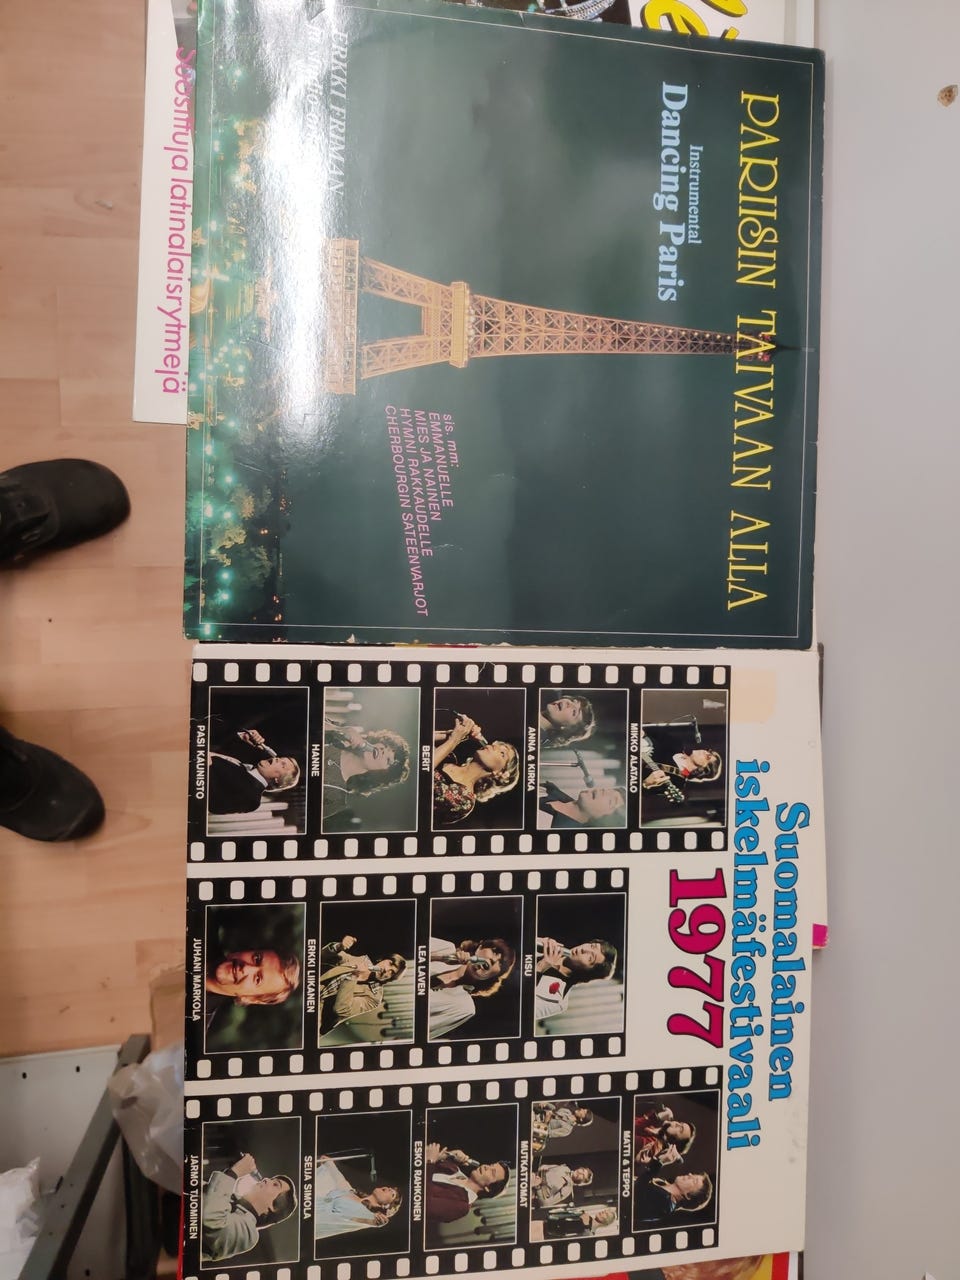 PARIISIN TAIVAAN ALLA
Instrumental
Dancing Paris
sis. mm:
EMMANUELLE
MIES JA NAINEN
HYMNI RAKKAUDELLE
CHERBOURGIN SATEENVARJOT
ERKKI FRIMAN
Suosittuja latinalaisrytmejä
Suomalainen
iskelmäfestivaali
1977
MIKKO ALATALO
ANNA & KIRKA
BERIT
HANNE
PASI KAUNISTO
KISU
LEA LAVEN
ERKKI LIIKANEN
JUHANI MARKOLA
MATTI & TEPPO
MUTKATTOMAT
ESKO RAHKONEN
SEIJA SIMOLA
JARMO TUOMINEN